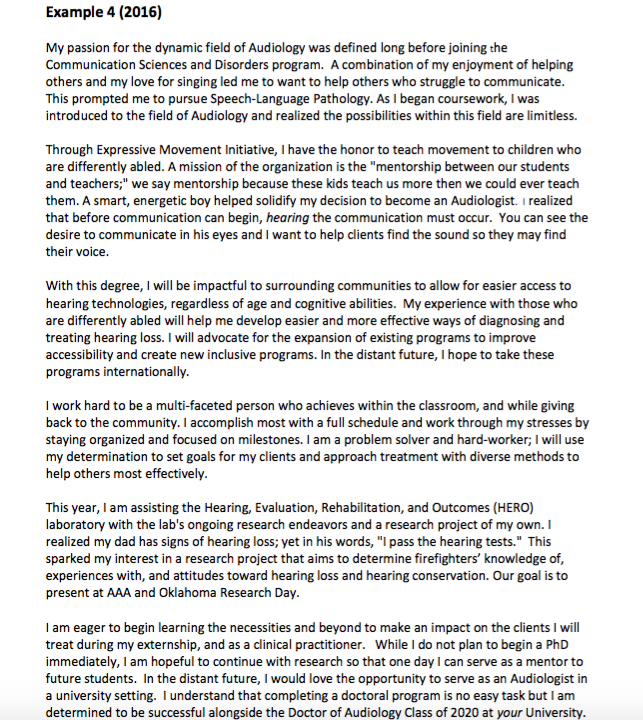 Example 4 (2016)
My passion for the dynamic field of Audiology was defined long before joining the
Communication Sciences and Disorders program.  A combination of my enjoyment of helping
others and my love for singing led me to want to help others who struggle to communicate.
This prompted me to pursue Speech-Language Pathology. As I began coursework, I was
introduced to the field of Audiology and realized the possibilities within this field are limitless.
Through Expressive Movement Initiative, I have the honor to teach movement to children who
are differently abled. A mission of the organization is the "mentorship between our students
and teachers;" we say mentorship because these kids teach us more then we could ever teach
them. A smart, energetic boy helped solidify my decision to become an Audiologist. I realized
that before communication can begin, hearing the communication must occur.  You can see the
desire to communicate in his eyes and I want to help clients find the sound so they may find
their voice.
With this degree, I will be impactful to surrounding communities to allow for easier access to
hearing technologies, regardless of age and cognitive abilities.  My experience with those who
are differently abled will help me develop easier and more effective ways of diagnosing and
treating hearing loss. I will advocate for the expansion of existing programs to improve
accessibility and create new inclusive programs. In the distant future, I hope to take these
programs internationally.
I work hard to be a multi-faceted person who achieves within the classroom, and while giving
back to the community. I accomplish most with a full schedule and work through my stresses by
staying organized and focused on milestones. I am a problem solver and hard-worker; I will use
my determination to set goals for my clients and approach treatment with diverse methods to
help others most effectively.
This year, I am assisting the Hearing, Evaluation, Rehabilitation, and Outcomes (HERO)
laboratory with the lab's ongoing research endeavors and a research project of my own. I
realized my dad has signs of hearing loss; yet in his words, "I pass the hearing tests."  This
sparked my interest in a research project that aims to determine firefighters' knowledge of,
experiences with, and attitudes toward hearing loss and hearing conservation. Our goal is to
present at AAA and Oklahoma Research Day.
I am eager to begin learning the necessities and beyond to make an impact on the clients I will
treat during my externship, and as a clinical practitioner.   While I do not plan to begin a PhD
immediately, I am hopeful to continue with research so that one day I can serve as a mentor to
future students.  In the distant future, I would love the opportunity to serve as an Audiologist in
a university setting.  I understand that completing a doctoral program is no easy task but I am
determined to be successful alongside the Doctor of Audiology Class of 2020 at your University.